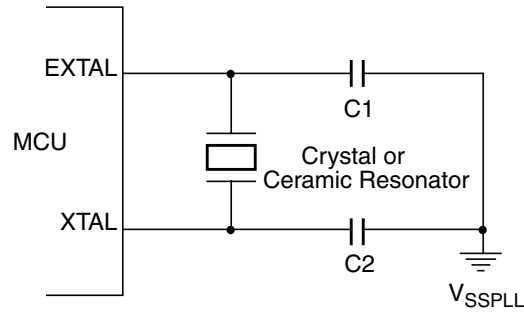 EXTAL
C1
MCU
Crystal or
Ceramic Resonator
XTAL
C2
VSSPLL